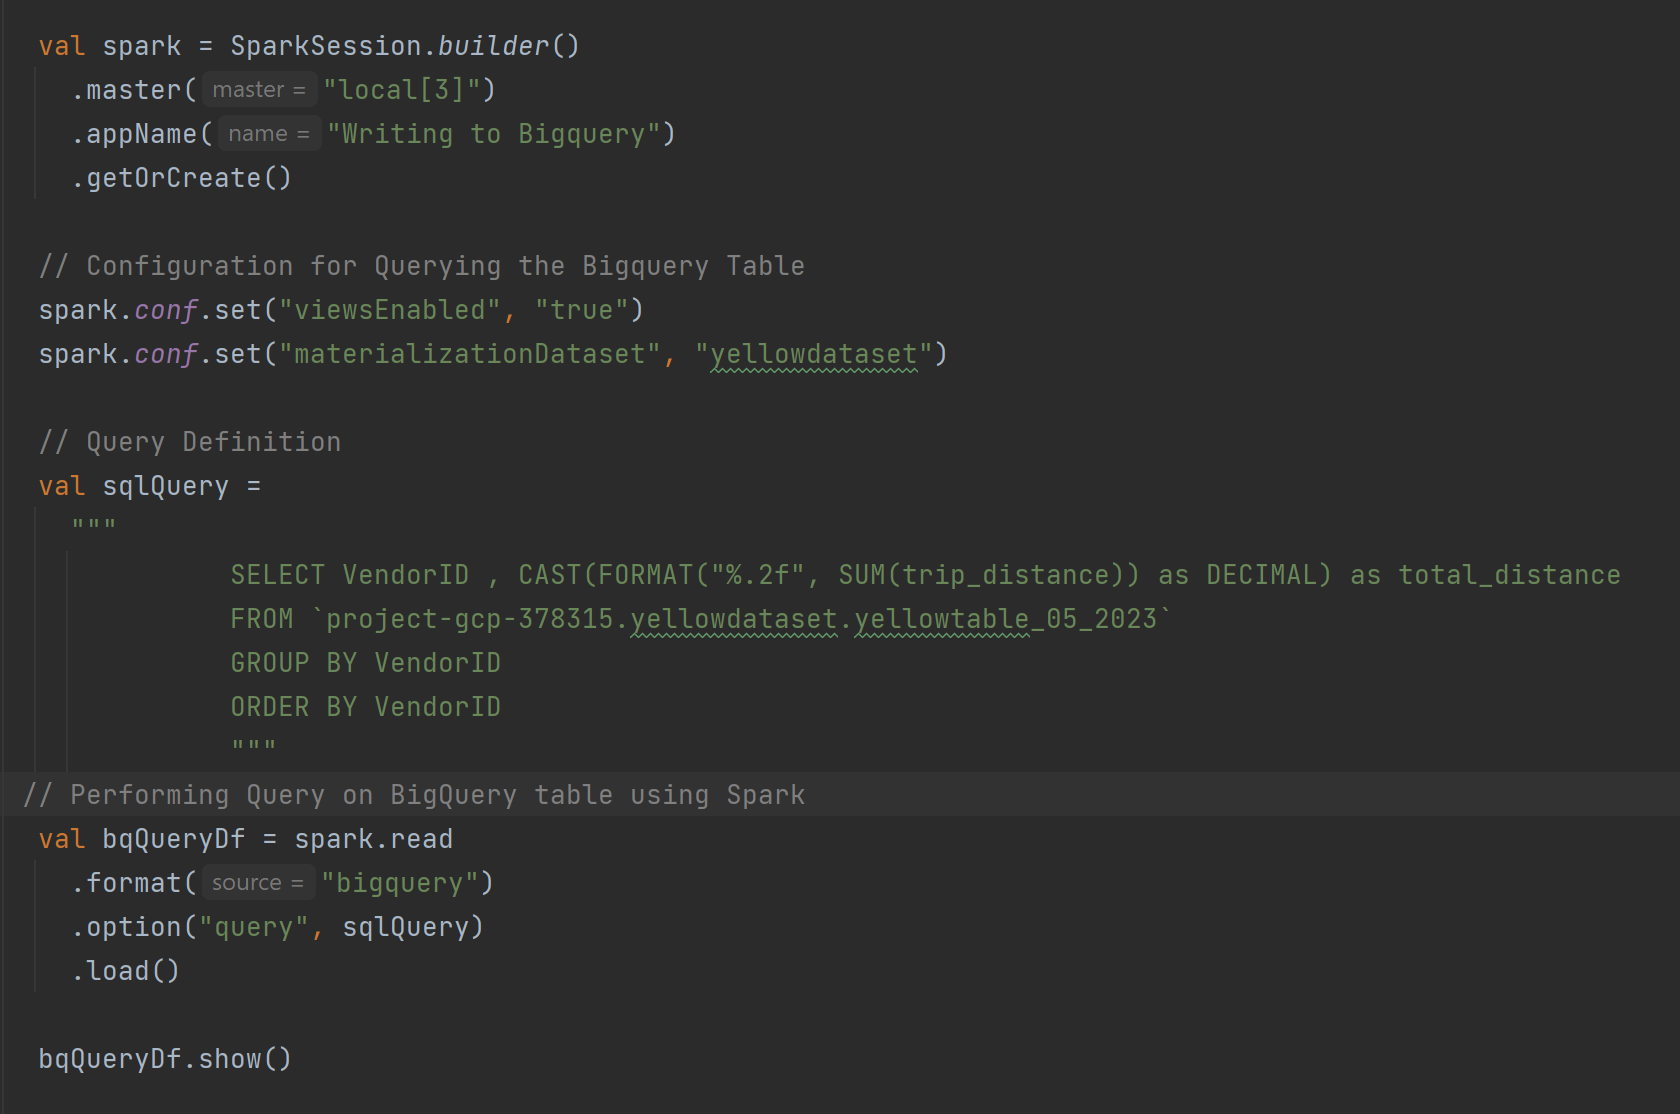 val spark = SparkSession.builder()
.master( master = "local[3]")
.appName( name = "Writing to Bigquery")
.getOrCreate()
// Configuration for Querying the Bigquery Table
spark.conf.set("viewsEnabled", "true")
spark.conf.set("materializationDataset", "yellowdataset")
// Query Definition
val sqlQuery =
"""
SELECT VendorID , CAST(FORMAT("%.2f", SUM(trip_distance)) as DECIMAL) as total_distance
FROM `project-gcp-378315.yellowdataset.yellowtable_05_2023`
GROUP BY VendorID
ORDER BY VendorID
"""
// Performing Query on BigQuery table using Spark
val bqQueryDf = spark.read
.format( source = "bigquery")
.option("query", sqlQuery)
.load()
bqQueryDf.show()